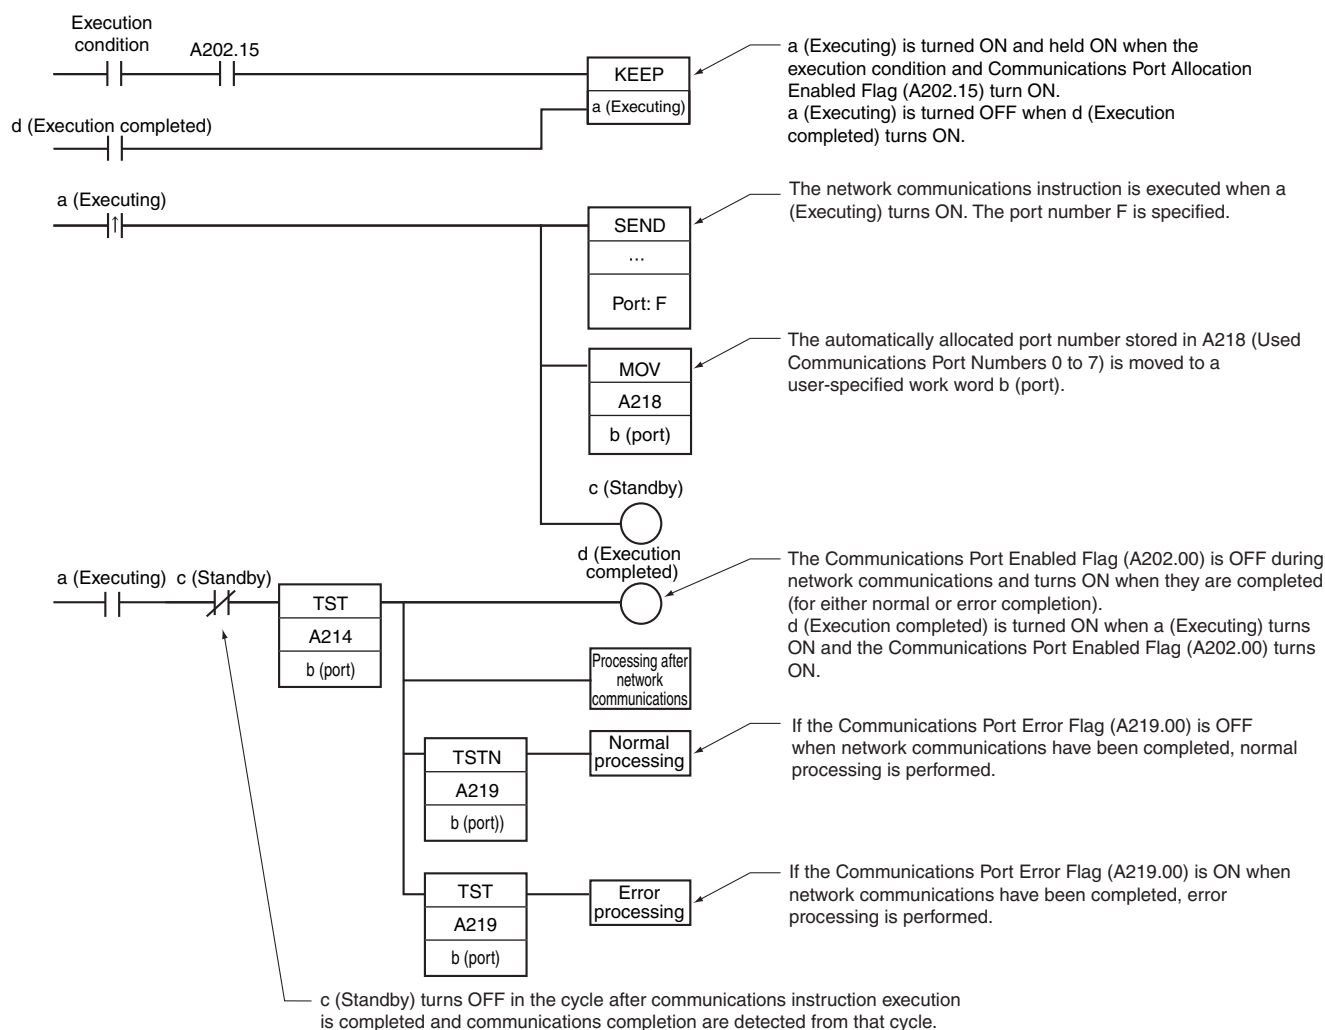 Execution
condition
A202.15
KEEP
a (Executing)
a (Executing) is turned ON and held ON when the
execution condition and Communications Port Allocation
Enabled Flag (A202.15) turn ON.
a (Executing) is turned OFF when d (Execution
completed) turns ON.
d (Execution completed)
a (Executing)
↑
SEND
...
Port: F
The network communications instruction is executed when a
(Executing) turns ON. The port number F is specified.
MOV
A218
b (port)
The automatically allocated port number stored in A218 (Used
Communications Port Numbers 0 to 7) is moved to a
user-specified work word b (port).
c (Standby)
d (Execution
completed)
a (Executing)
c (Standby)
TST
A214
b (port)
The Communications Port Enabled Flag (A202.00) is OFF during
network communications and turns ON when they are completed
(for either normal or error completion).
d (Execution completed) is turned ON when a (Executing) turns
ON and the Communications Port Enabled Flag (A202.00) turns
ON.
Processing after
network
communications
TSTN
A219
b (port))
Normal
processing
If the Communications Port Error Flag (A219.00) is OFF
when network communications have been completed, normal
processing is performed.
TST
A219
b (port)
Error
processing
If the Communications Port Error Flag (A219.00) is ON when
network communications have been completed, error
processing is performed.
c (Standby) turns OFF in the cycle after communications instruction execution
is completed and communications completion are detected from that cycle.